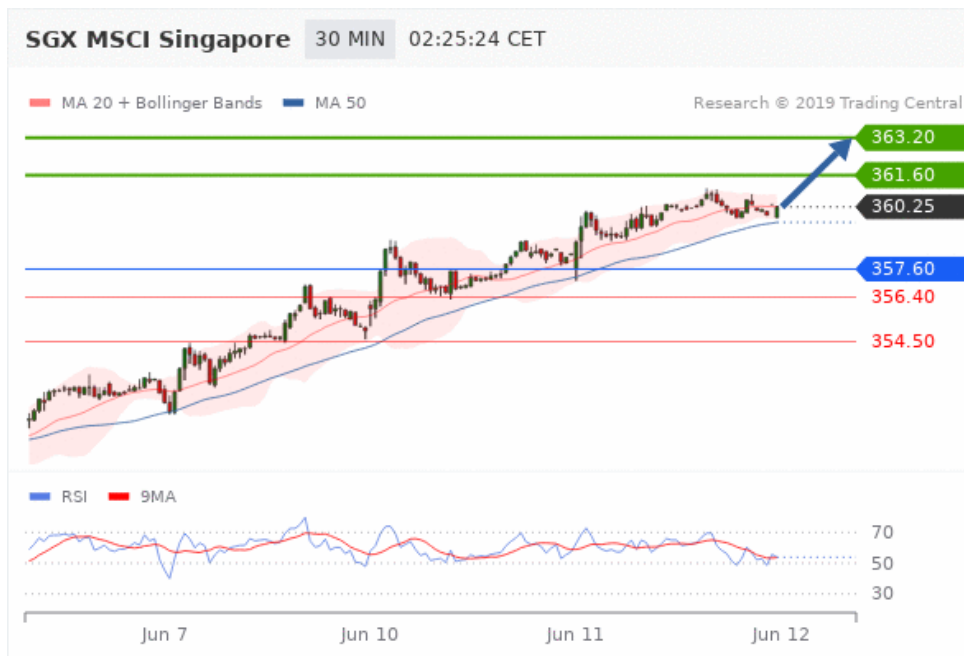 SGX MSCI Singapore 30 MIN 02:25:24 CET
MA 20 + Bollinger Bands MA 50 Research © 2019 Trading Central
363.20
361.60
360.25
357.60
356.40
354.50
RSI 9MA
70
50
30
Jun 7 Jun 10 Jun 11 Jun 12